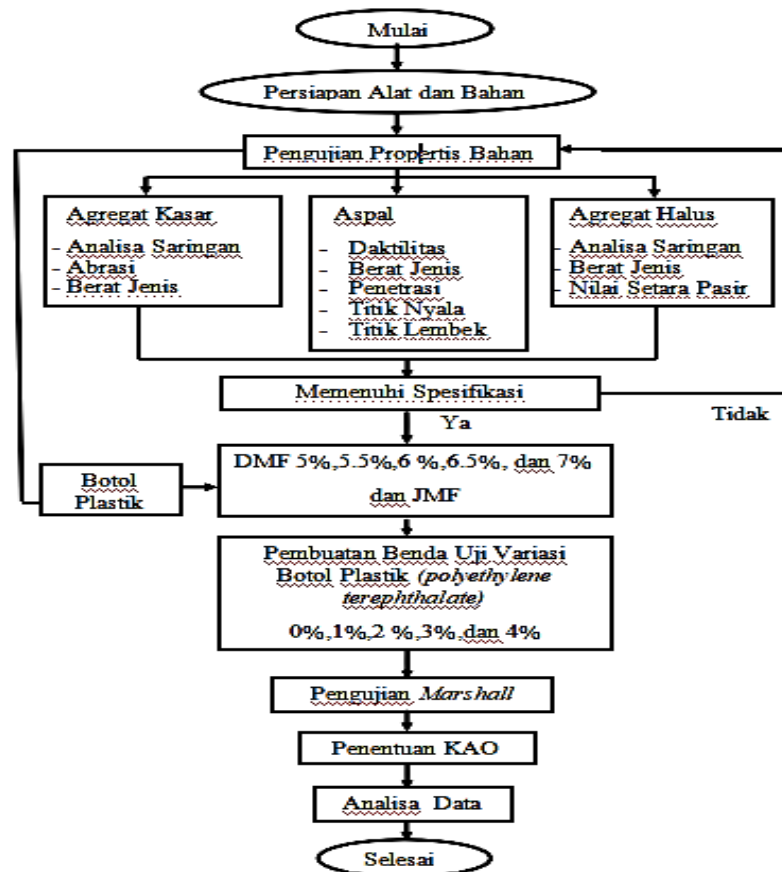 Mulai
Persiapan Alat dan Bahan
Pengujian Propertis Bahan
Agregat Kasar
- Analisa Saringan
- Abrasi
- Berat Jenis
Aspal
- Daktilitas
- Berat Jenis
- Penetrasi
- Titik Nyala
- Titik Lembek
Agregat Halus
- Analisa Saringan
- Berat Jenis
- Nilai Setara Pasir
Memenuhi Spesifikasi
Tidak
Ya
Botol
Plastik
DMF 5%,5.5%,6 %,6.5%, dan 7%
dan JMF
Pembuatan Benda Uji Variasi
Botol Plastik (polyethylene
terephthalate)
0%,1%,2 %,3%,dan 4%
Pengujian Marshall
Penentuan KAO
Analisa Data
Selesai